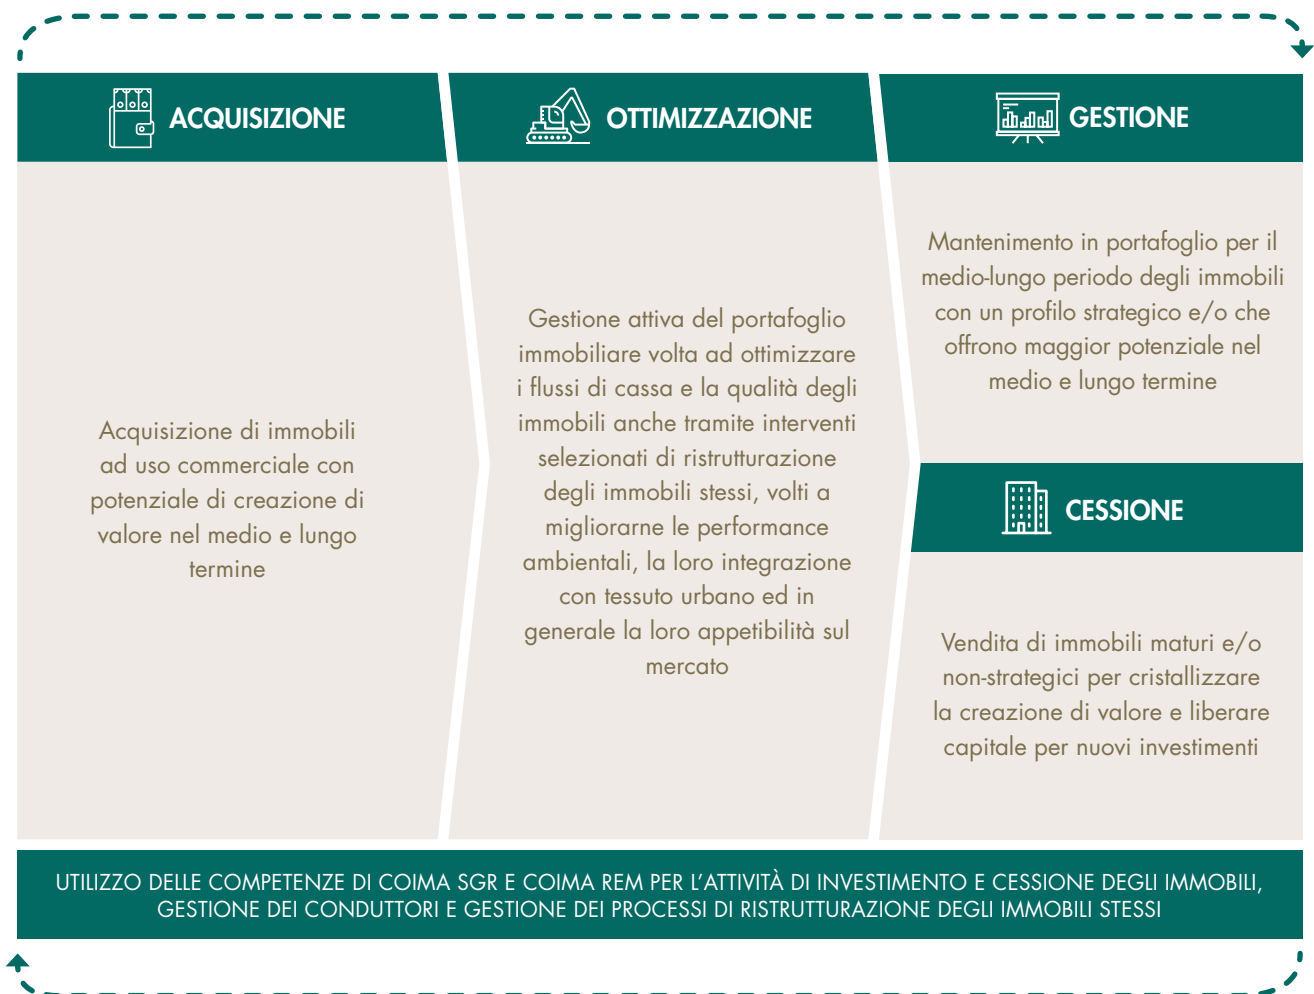 ACQUISIZIONE
Acquisizione di immobili
ad uso commerciale con
potenziale di creazione di
valore nel medio e lungo
termine
OTTIMIZZAZIONE
Gestione attiva del portafoglio
immobiliare volta ad ottimizzare
i flussi di cassa e la qualità degli
immobili anche tramite interventi
selezionati di ristrutturazione
degli immobili stessi, volti a
migliorarne le performance
ambientali, la loro integrazione
con tessuto urbano ed in
generale la loro appetibilità sul
mercato
GESTIONE
Mantenimento in portafoglio per il
medio-lungo periodo degli immobili
con un profilo strategico e/o che
offrono maggior potenziale nel
medio e lungo termine
CESSIONE
Vendita di immobili maturi e/o
non-strategici per cristallizzare
la creazione di valore e liberare
capitale per nuovi investimenti
UTILIZZO DELLE COMPETENZE DI COIMA SGR E COIMA REM PER L'ATTIVITÀ DI INVESTIMENTO E CESSIONE DEGLI IMMOBILI,
GESTIONE DEI CONDUTTORI E GESTIONE DEI PROCESSI DI RISTRUTTURAZIONE DEGLI IMMOBILI STESSI